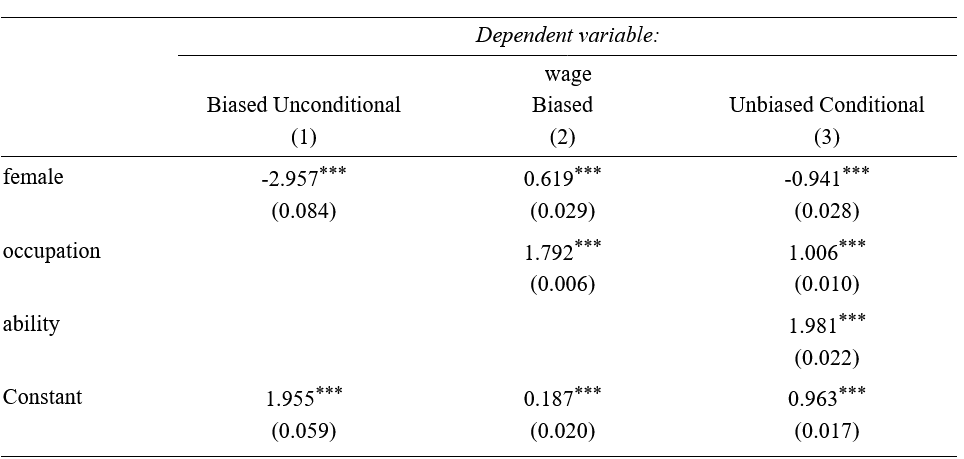 Dependent variable:
wage
Biased Unconditional Biased Unbiased Conditional
(1) (2) (3)
female -2.957*** 0.619*** -0.941***
(0.084) (0.029) (0.028)
occupation 1.792*** 1.006***
(0.006) (0.010)
ability 1.981***
(0.022)
Constant 1.955*** 0.187*** 0.963***
(0.059) (0.020) (0.017)